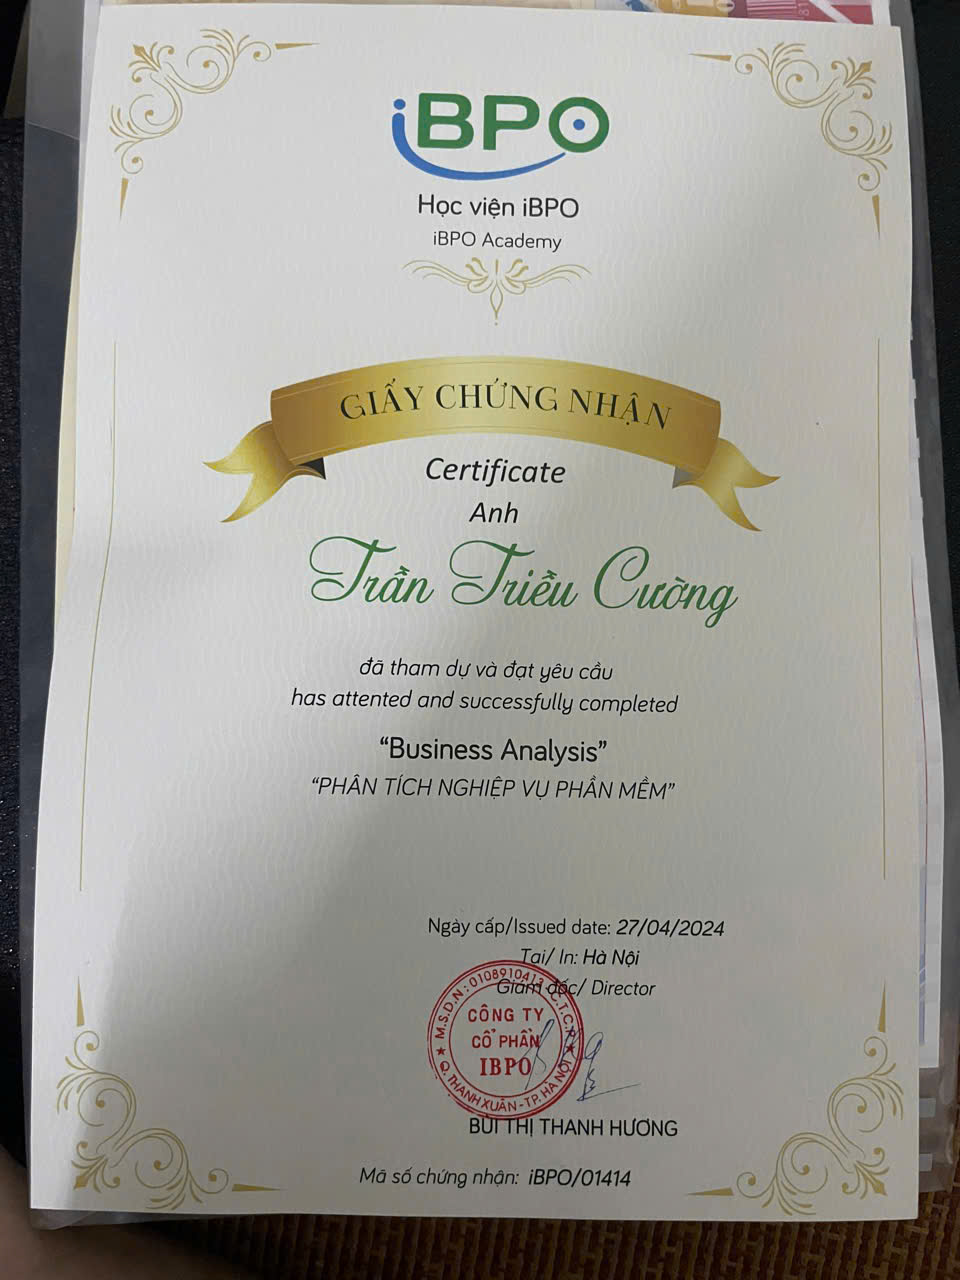 iBPO
Học viện iBPO
iBPO Academy
GIẤY CHỨNG NHẬN
Certificate
Anh
Trần Triều Cường
đã tham dự và đạt yêu cầu
has attented and successfully completed
“Business Analysis”
“PHÂN TÍCH NGHIỆP VỤ PHẦN MỀM”
Ngày cấp/Issued date: 27/04/2024
Tại/ In: Hà Nội
Giám đốc/ Director
M.S.D.N: 0108910413 C.T.C.P
CÔNG TY
CỔ PHẦN
IBPO
Q. THANH XUÂN - TP. HÀ NỘI
BÙI THỊ THANH HƯƠNG
Mã số chứng nhận: iBPO/01414